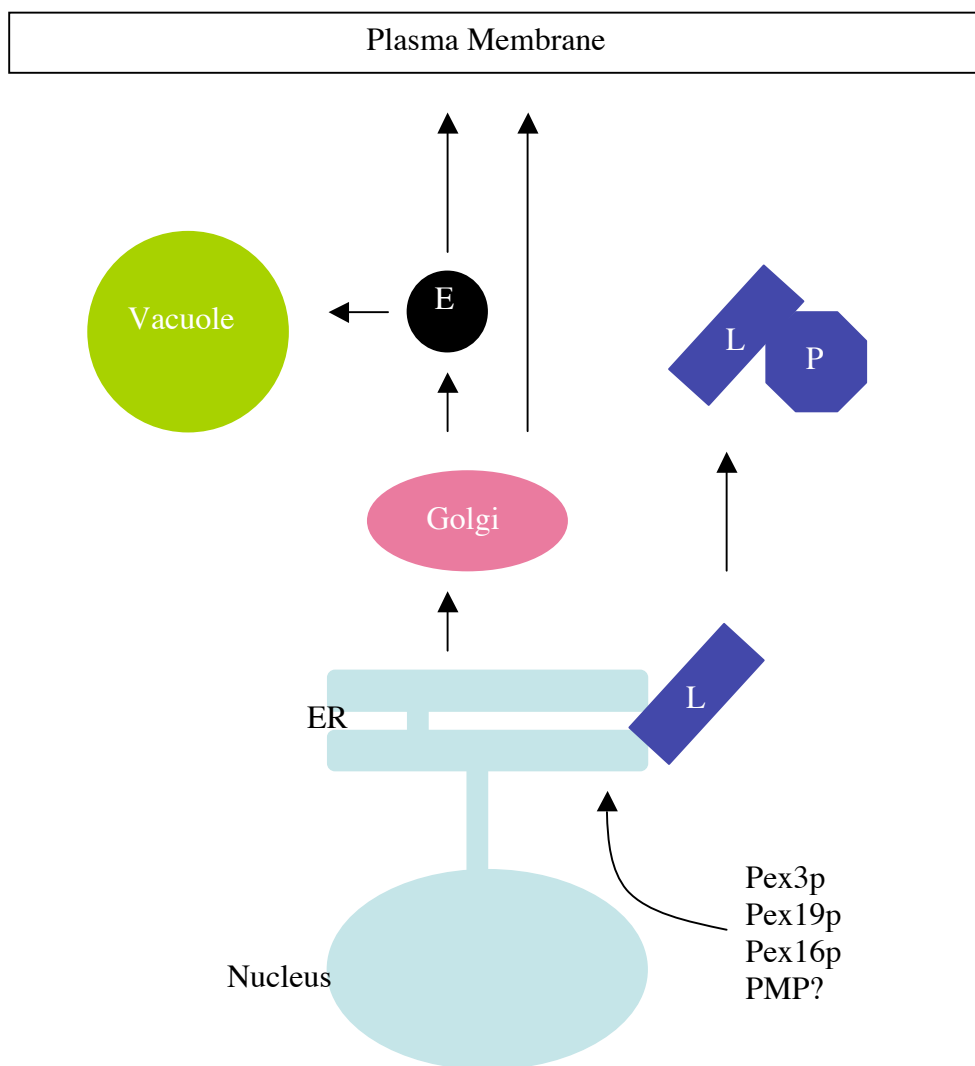 Plasma Membrane
E
Vacuole
L
P
Golgi
L
ER
Pex3p
Pex19p
Pex16p
PMP?
Nucleus